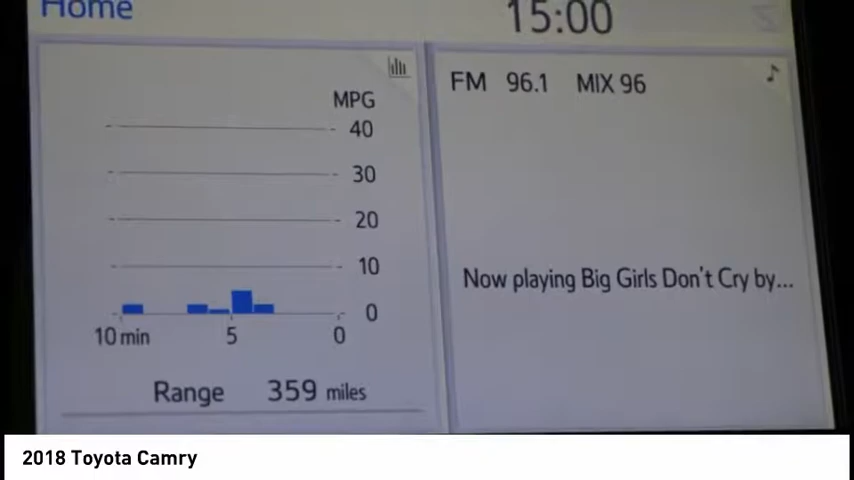 Home
15:00
MPG
40
30
20
10
0
10 min 5 0
Range 359 miles
FM 96.1 MIX 96
Now playing Big Girls Don't Cry by...
2018 Toyota Camry